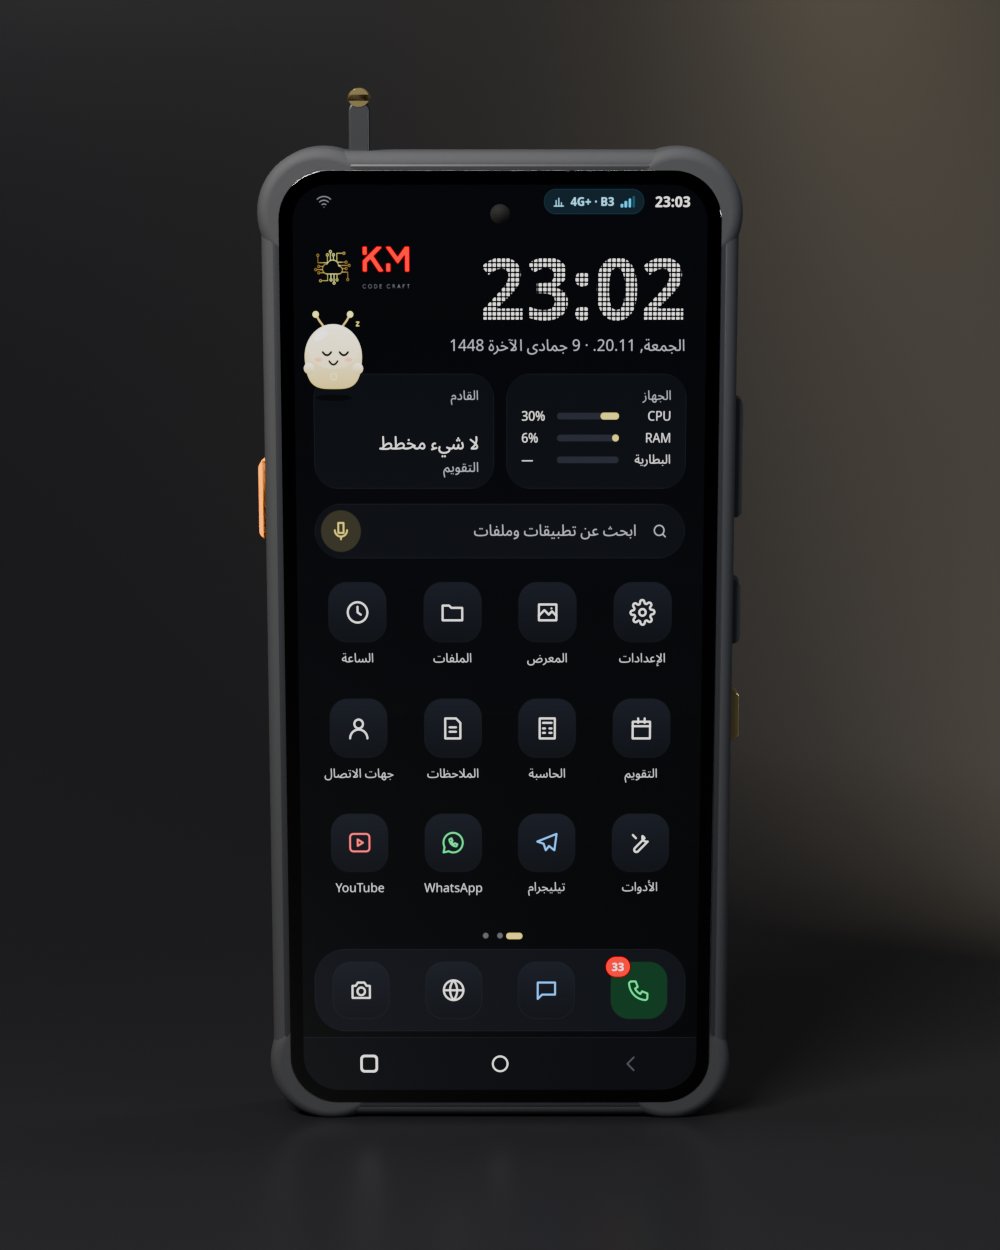 23:03
4G+ · B3
KM
CODE CRAFT
23:02
الجمعة, 20.11. · 9 جمادى الآخرة 1448
الجهاز
CPU 30%
RAM 6%
البطارية —
القادم
لا شيء مخطط
التقويم
ابحث عن تطبيقات وملفات
الإعدادات المعرض الملفات الساعة
التقويم الحاسبة الملاحظات جهات الاتصال
الأدوات تيليجرام WhatsApp YouTube
33